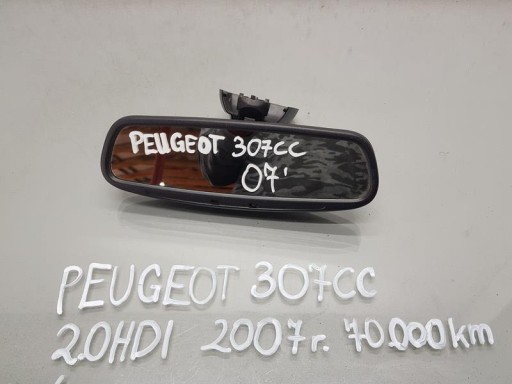 PEUGEOT 307CC
07'
PEUGEOT 307CC
2.0HDI 2007r. 70.000km